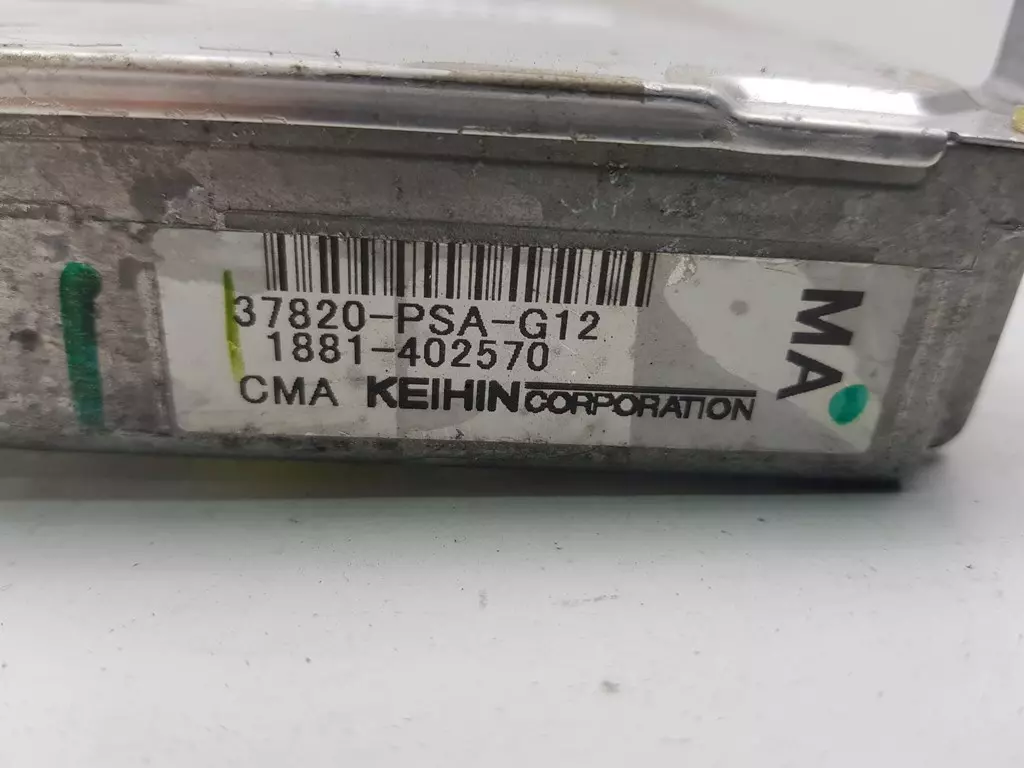 37820-PSA-G12
1881-402570
CMA KEIHIN CORPORATION
MA